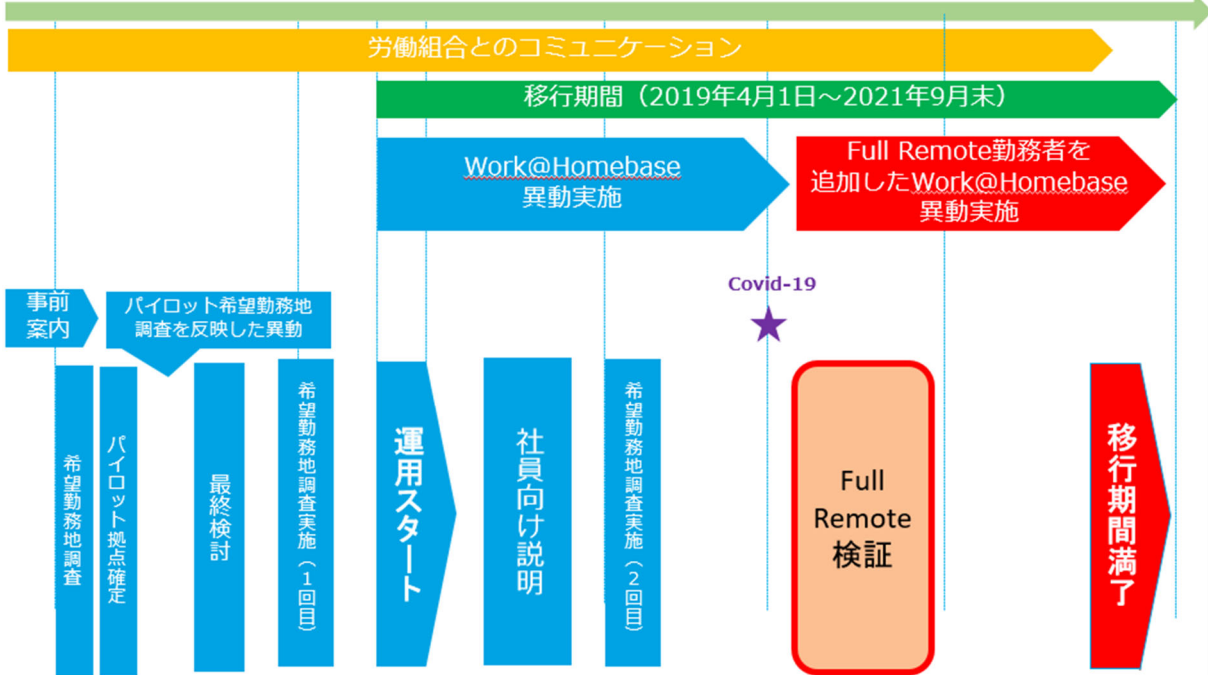 労働組合とのコミュニケーション
移行期間（2019年4月1日～2021年9月末）
Work@Homebase
異動実施
Full Remote勤務者を
追加したWork@Homebase
異動実施
Covid-19
事前
案内
パイロット希望勤務地
調査を反映した異動
希望勤務地調査
パイロット拠点確定
最終検討
希望勤務地調査実施（1回目）
運用スタート
社員向け説明
希望勤務地調査実施（2回目）
Full
Remote
検証
移行期間満了